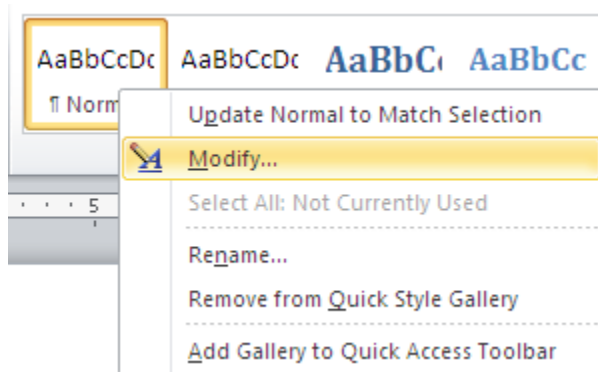 AaBbCcDc AaBbCcDc AaBbC AaBbCc
¶ Norm
Update Normal to Match Selection
Modify...
5
Select All: Not Currently Used
Rename...
Remove from Quick Style Gallery
Add Gallery to Quick Access Toolbar